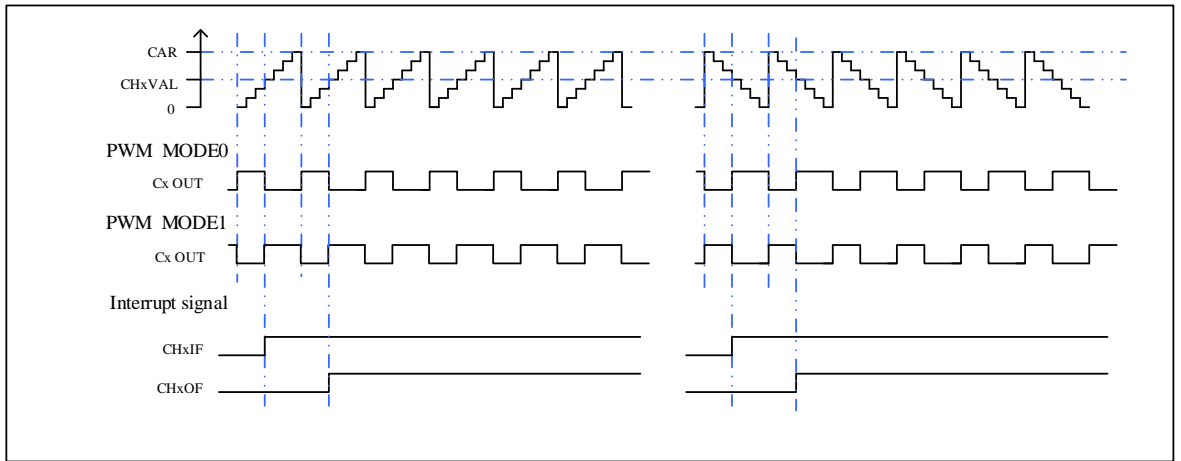 CAR
CHxVAL
0
PWM MODE0
Cx OUT
PWM MODE1
Cx OUT
Interrupt signal
CHxIF
CHxOF